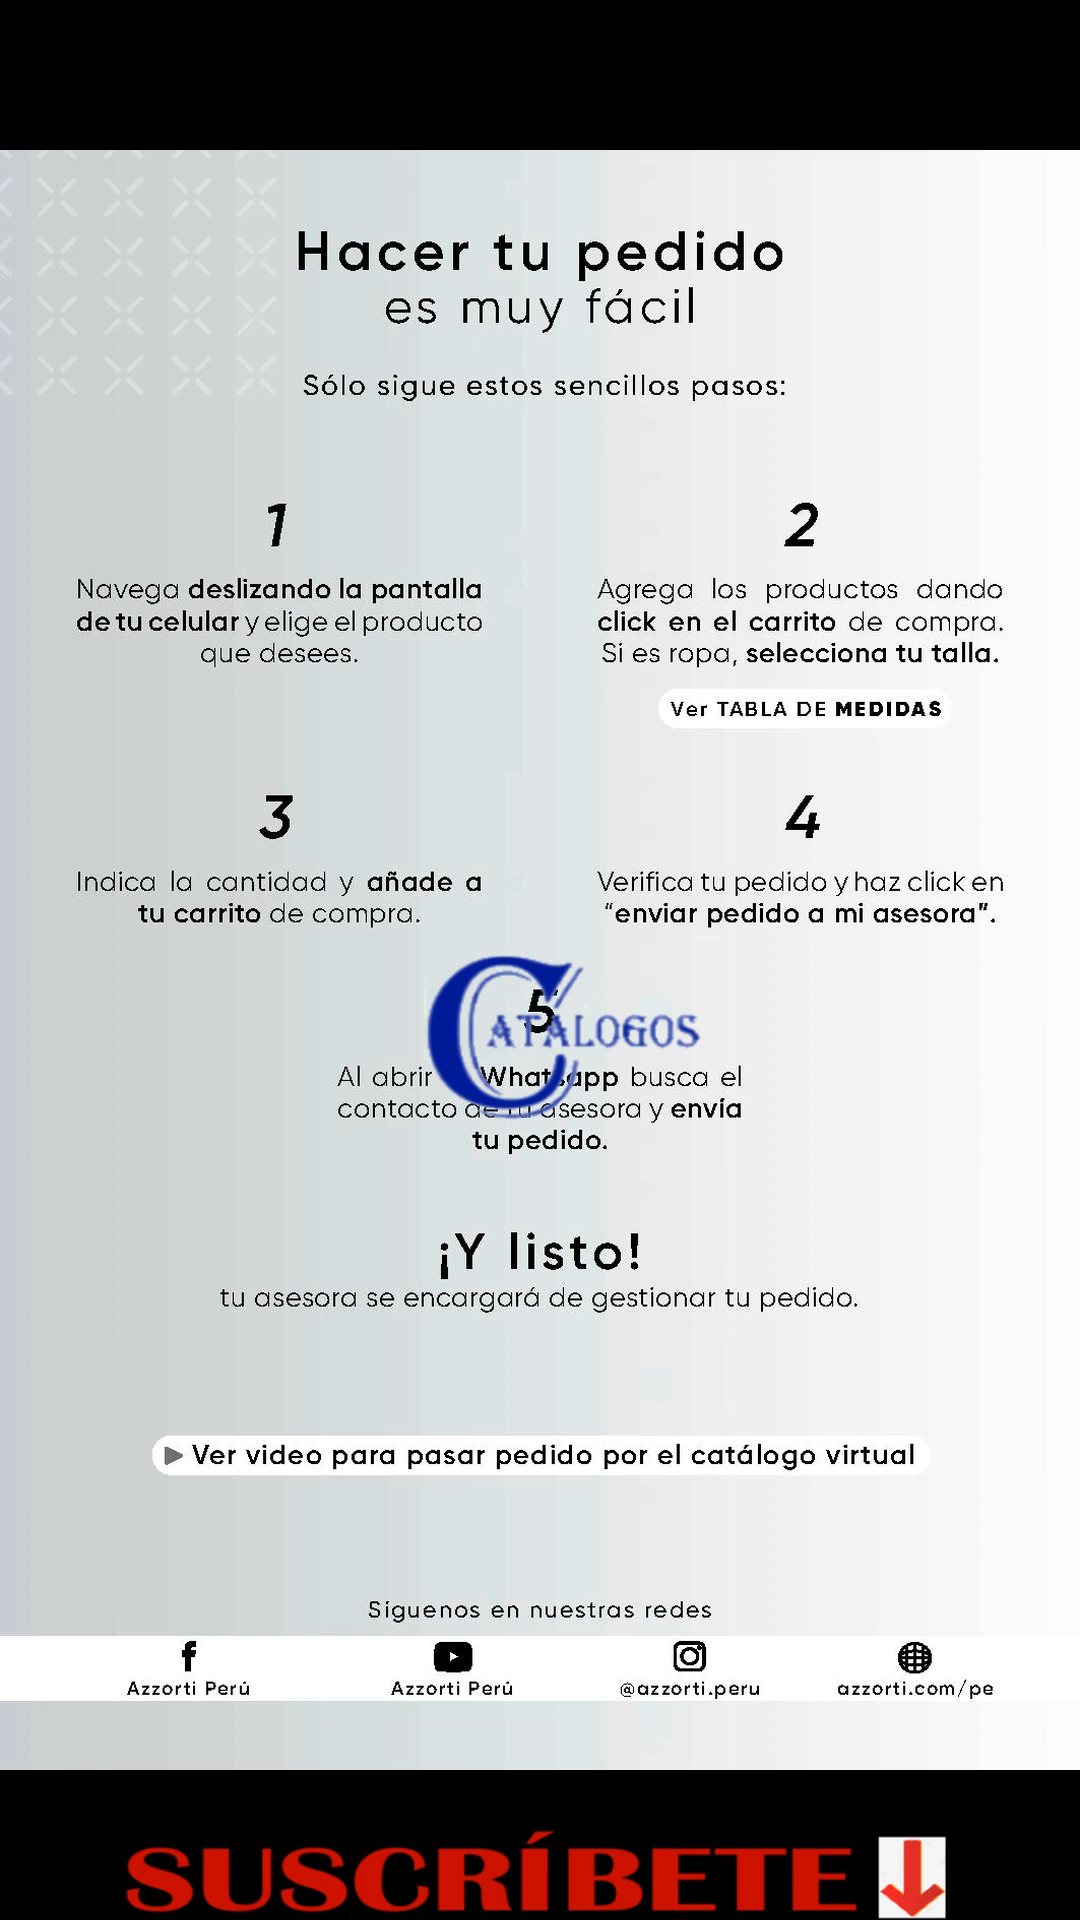 Hacer tu pedido
es muy fácil
Sólo sigue estos sencillos pasos:
1
Navega deslizando la pantalla
de tu celular y elige el producto
que desees.
2
Agrega los productos dando
click en el carrito de compra.
Si es ropa, selecciona tu talla.
Ver TABLA DE MEDIDAS
3
Indica la cantidad y añade a
tu carrito de compra.
4
Verifica tu pedido y haz click en
“enviar pedido a mi asesora”.
5
CATALOGOS
Al abrir Whatsapp busca el
contacto de tu asesora y envía
tu pedido.
¡Y listo!
tu asesora se encargará de gestionar tu pedido.
Ver video para pasar pedido por el catálogo virtual
Síguenos en nuestras redes
Azzorti Perú
Azzorti Perú
@azzorti.peru
azzorti.com/pe
SUSCRÍBETE